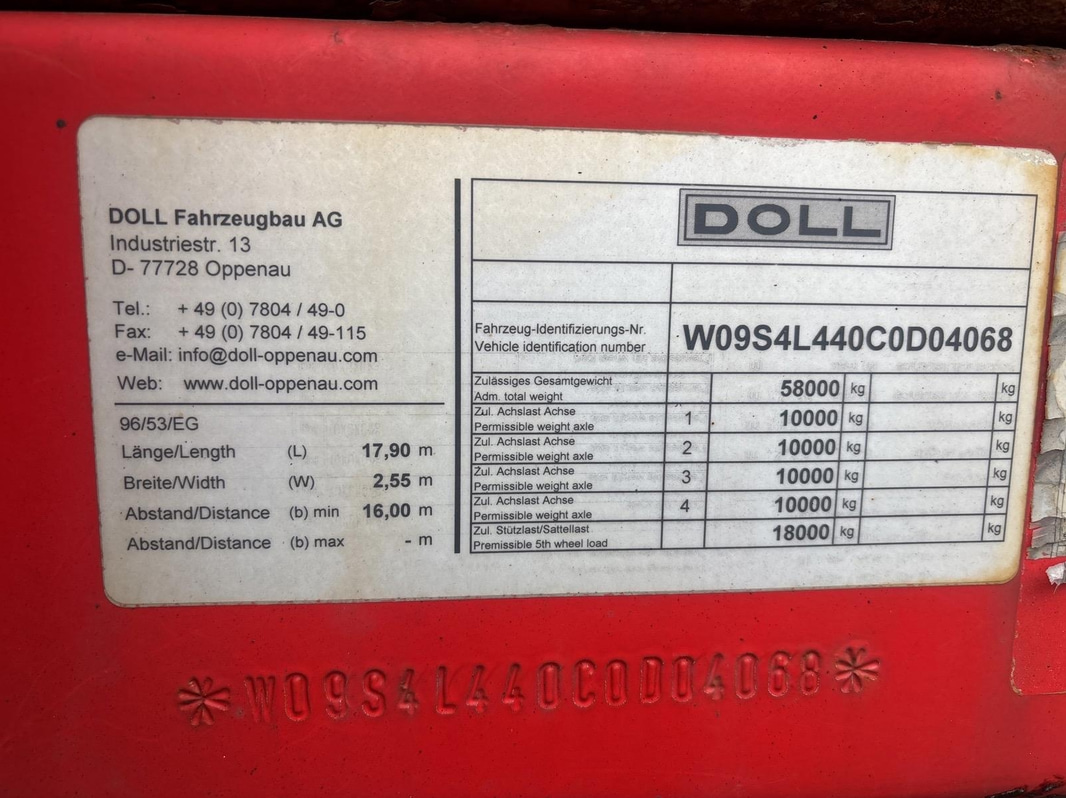 DOLL Fahrzeugbau AG
Industriestr. 13
D- 77728 Oppenau
Tel.: + 49 (0) 7804 / 49-0
Fax: + 49 (0) 7804 / 49-115
e-Mail: info@doll-oppenau.com
Web: www.doll-oppenau.com
96/53/EG
Länge/Length (L) 17,90 m
Breite/Width (W) 2,55 m
Abstand/Distance (b) min 16,00 m
Abstand/Distance (b) max - m
DOLL
Fahrzeug-Identifizierungs-Nr.
Vehicle identification number
W09S4L440C0D04068
Zulässiges Gesamtgewicht
Adm. total weight
58000 kg kg
Zul. Achslast Achse
Permissible weight axle
1 10000 kg kg
Zul. Achslast Achse
Permissible weight axle
2 10000 kg kg
Zul. Achslast Achse
Permissible weight axle
3 10000 kg kg
Zul. Achslast Achse
Permissible weight axle
4 10000 kg kg
Zul. Stützlast/Sattellast
Premissible 5th wheel load
18000 kg kg
*W09S4L440C0D04068*